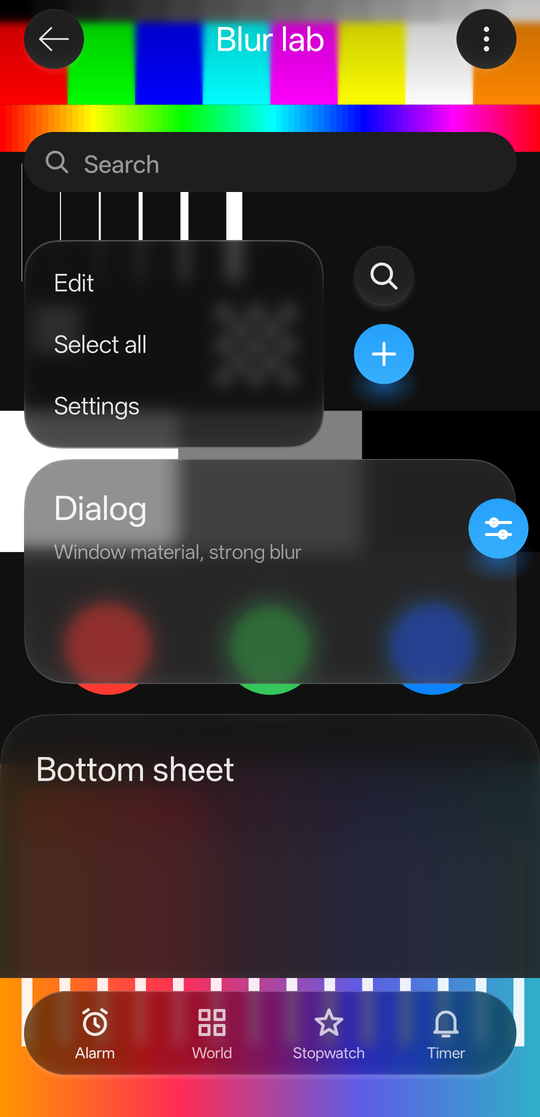 Blur lab
Search
Edit
Select all
Settings
Dialog
Window material, strong blur
Bottom sheet
Alarm
World
Stopwatch
Timer